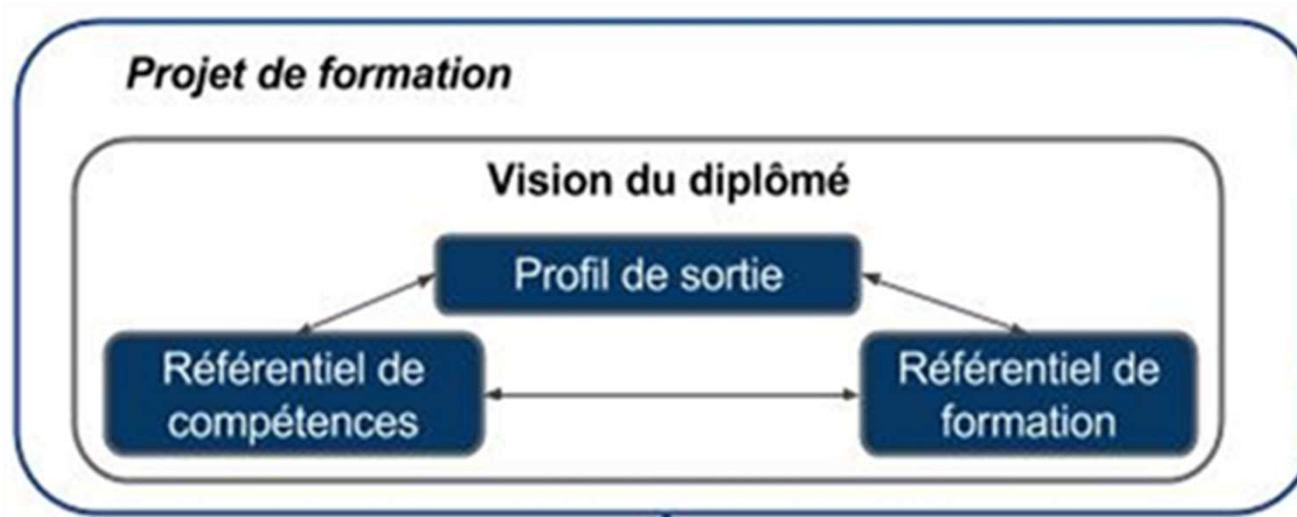 Projet de formation
Vision du diplômé
Profil de sortie
Référentiel de
compétences
Référentiel de
formation